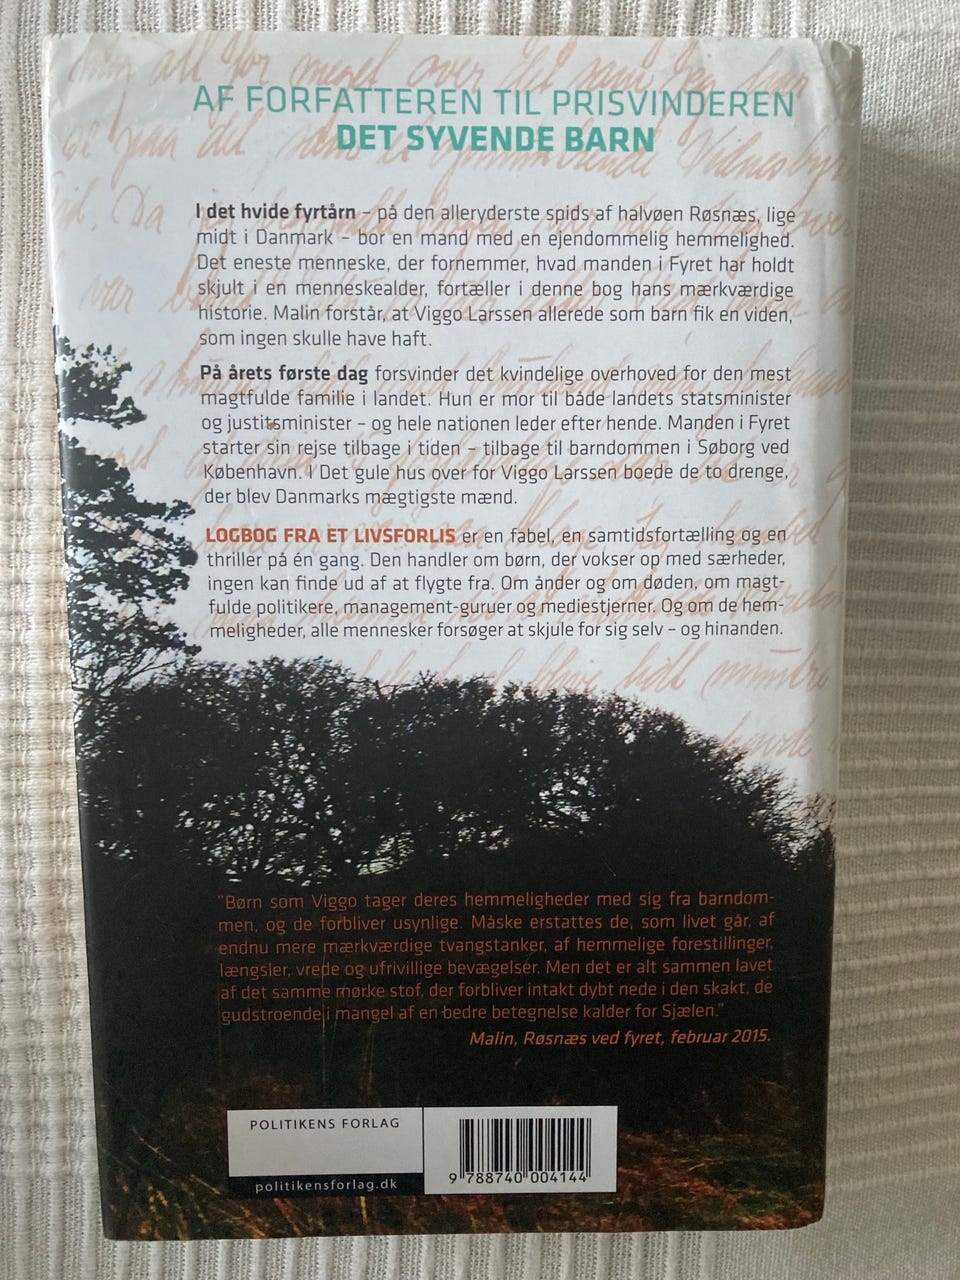 AF FORFATTEREN TIL PRISVINDEREN
DET SYVENDE BARN
I det hvide fyrtårn – på den alleryderste spids af halvøen Røsnæs, lige
midt i Danmark – bor en mand med en ejendommelig hemmelighed.
Det eneste menneske, der fornemmer, hvad manden i Fyret har holdt
skjult i en menneskealder, fortæller i denne bog hans mærkværdige
historie. Malin forstår, at Viggo Larssen allerede som barn fik en viden,
som ingen skulle have haft.
På årets første dag forsvinder det kvindelige overhoved for den mest
magtfulde familie i landet. Hun er mor til både landets statsminister
og justitsminister – og hele nationen leder efter hende. Manden i Fyret
starter sin rejse tilbage i tiden – tilbage til barndommen i Søborg ved
København. I Det gule hus over for Viggo Larssen boede de to drenge,
der blev Danmarks mægtigste mænd.
LOGBOG FRA ET LIVSFORLIS er en fabel, en samtidsfortælling og en
thriller på én gang. Den handler om børn, der vokser op med særheder,
ingen kan finde ud af at flygte fra. Om ånder og om døden, om magt-
fulde politikere, management-guruer og mediestjerner. Og om de hem-
meligheder, alle mennesker forsøger at skjule for sig selv – og hinanden.
"Børn som Viggo tager deres hemmeligheder med sig fra barndom-
men, og de forbliver usynlige. Måske erstattes de, som livet går, af
endnu mere mærkværdige tvangstanker, af hemmelige forestillinger,
længsler, vrede og ufrivillige bevægelser. Men det er alt sammen lavet
af det samme mørke stof, der forbliver intakt dybt nede i den skakt, de
gudstroende i mangel af en bedre betegnelse kalder for Sjælen."
Malin, Røsnæs ved fyret, februar 2015.
POLITIKENS FORLAG
politikensforlag.dk
9 788740 004144